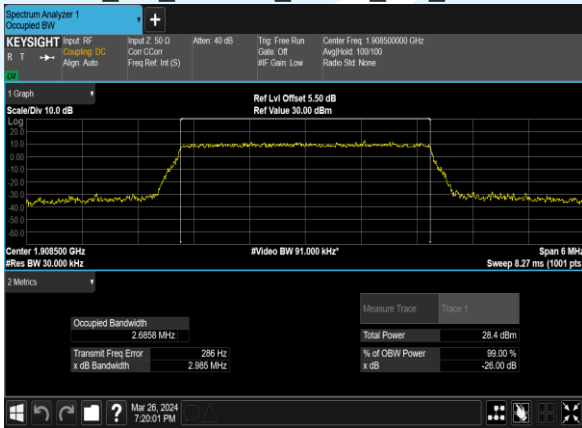 Spectrum Analyzer 1
Occupied BW
KEYSIGHT Input: RF Input Z: 50 Ω Atten: 40 dB Trig: Free Run Center Freq: 1.908500000 GHz
Coupling: DC Corr CCorr Gate: Off Avg|Hold: 100/100
R T Align: Auto Freq Ref: Int (S) #IF Gain: Low Radio Std: None
1 Graph
Ref Lvl Offset 5.50 dB
Scale/Div 10.0 dB Ref Value 30.00 dBm
Log
20.0
10.0
0.00
-10.0
-20.0
-30.0
-40.0
-50.0
-60.0
Center 1.908500 GHz #Video BW 91.000 kHz* Span 6 MHz
#Res BW 30.000 kHz Sweep 8.27 ms (1001 pts)
2 Metrics
Measure Trace Trace 1
Occupied Bandwidth
2.6858 MHz Total Power 28.4 dBm
Transmit Freq Error 286 Hz % of OBW Power 99.00 %
x dB Bandwidth 2.985 MHz x dB -26.00 dB
Mar 26, 2024
7:20:01 PM